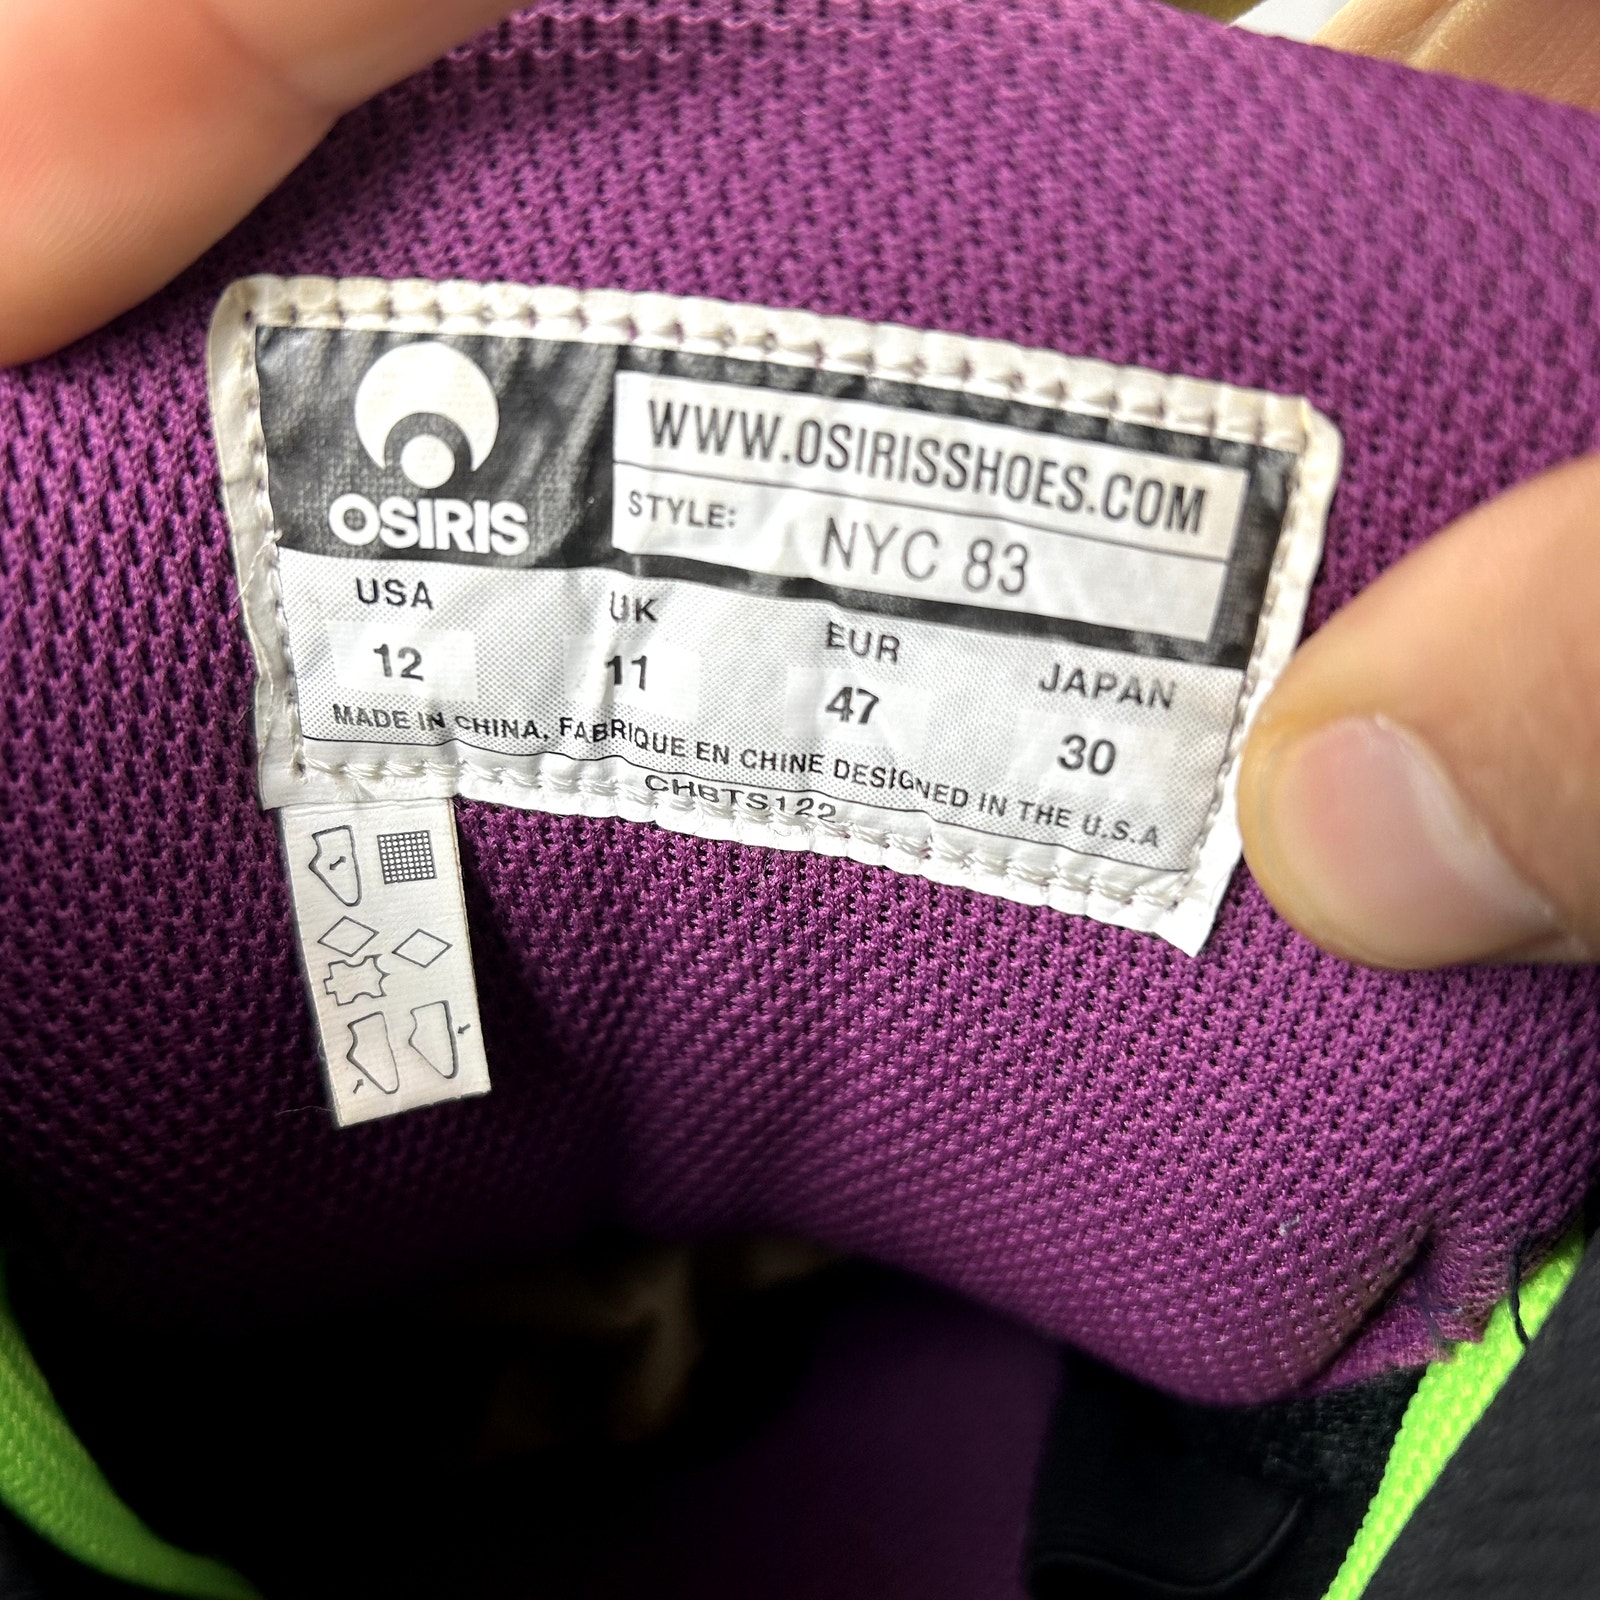 OSIRIS
WWW.OSIRISSHOES.COM
STYLE: NYC 83
USA UK EUR JAPAN
12 11 47 30
MADE IN CHINA, FABRIQUE EN CHINE DESIGNED IN THE U.S.A
CHBTS122